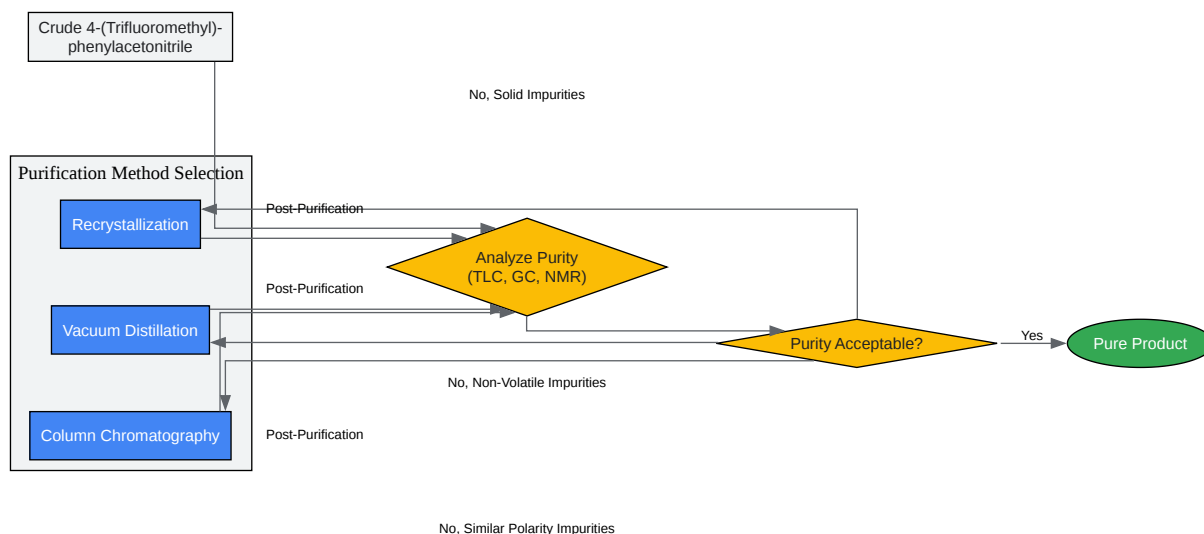 Crude 4-(Trifluoromethyl)-
phenylacetonitrile
No, Solid Impurities
Purification Method Selection
Recrystallization
Post-Purification
Analyze Purity
(TLC, GC, NMR)
Post-Purification
Vacuum Distillation
Purity Acceptable?
Yes
Pure Product
No, Non-Volatile Impurities
Column Chromatography
Post-Purification
No, Similar Polarity Impurities